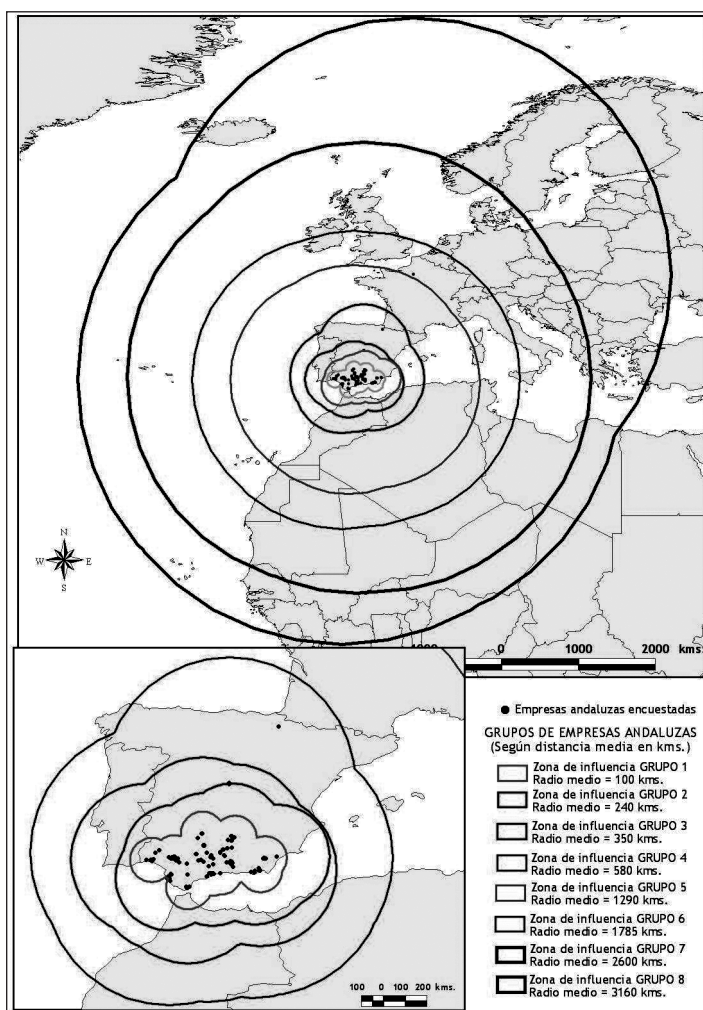 N
W E
S
0 1000 2000 kms.
Empresas andaluzas encuestadas
GRUPOS DE EMPRESAS ANDALUZAS
(Según distancia media en kms.)
Zona de influencia GRUPO 1
Radio medio = 100 kms.
Zona de influencia GRUPO 2
Radio medio = 240 kms.
Zona de influencia GRUPO 3
Radio medio = 350 kms.
Zona de influencia GRUPO 4
Radio medio = 580 kms.
Zona de influencia GRUPO 5
Radio medio = 1290 kms.
Zona de influencia GRUPO 6
Radio medio = 1785 kms.
Zona de influencia GRUPO 7
Radio medio = 2600 kms.
Zona de influencia GRUPO 8
Radio medio = 3160 kms.
100 0 100 200 kms.